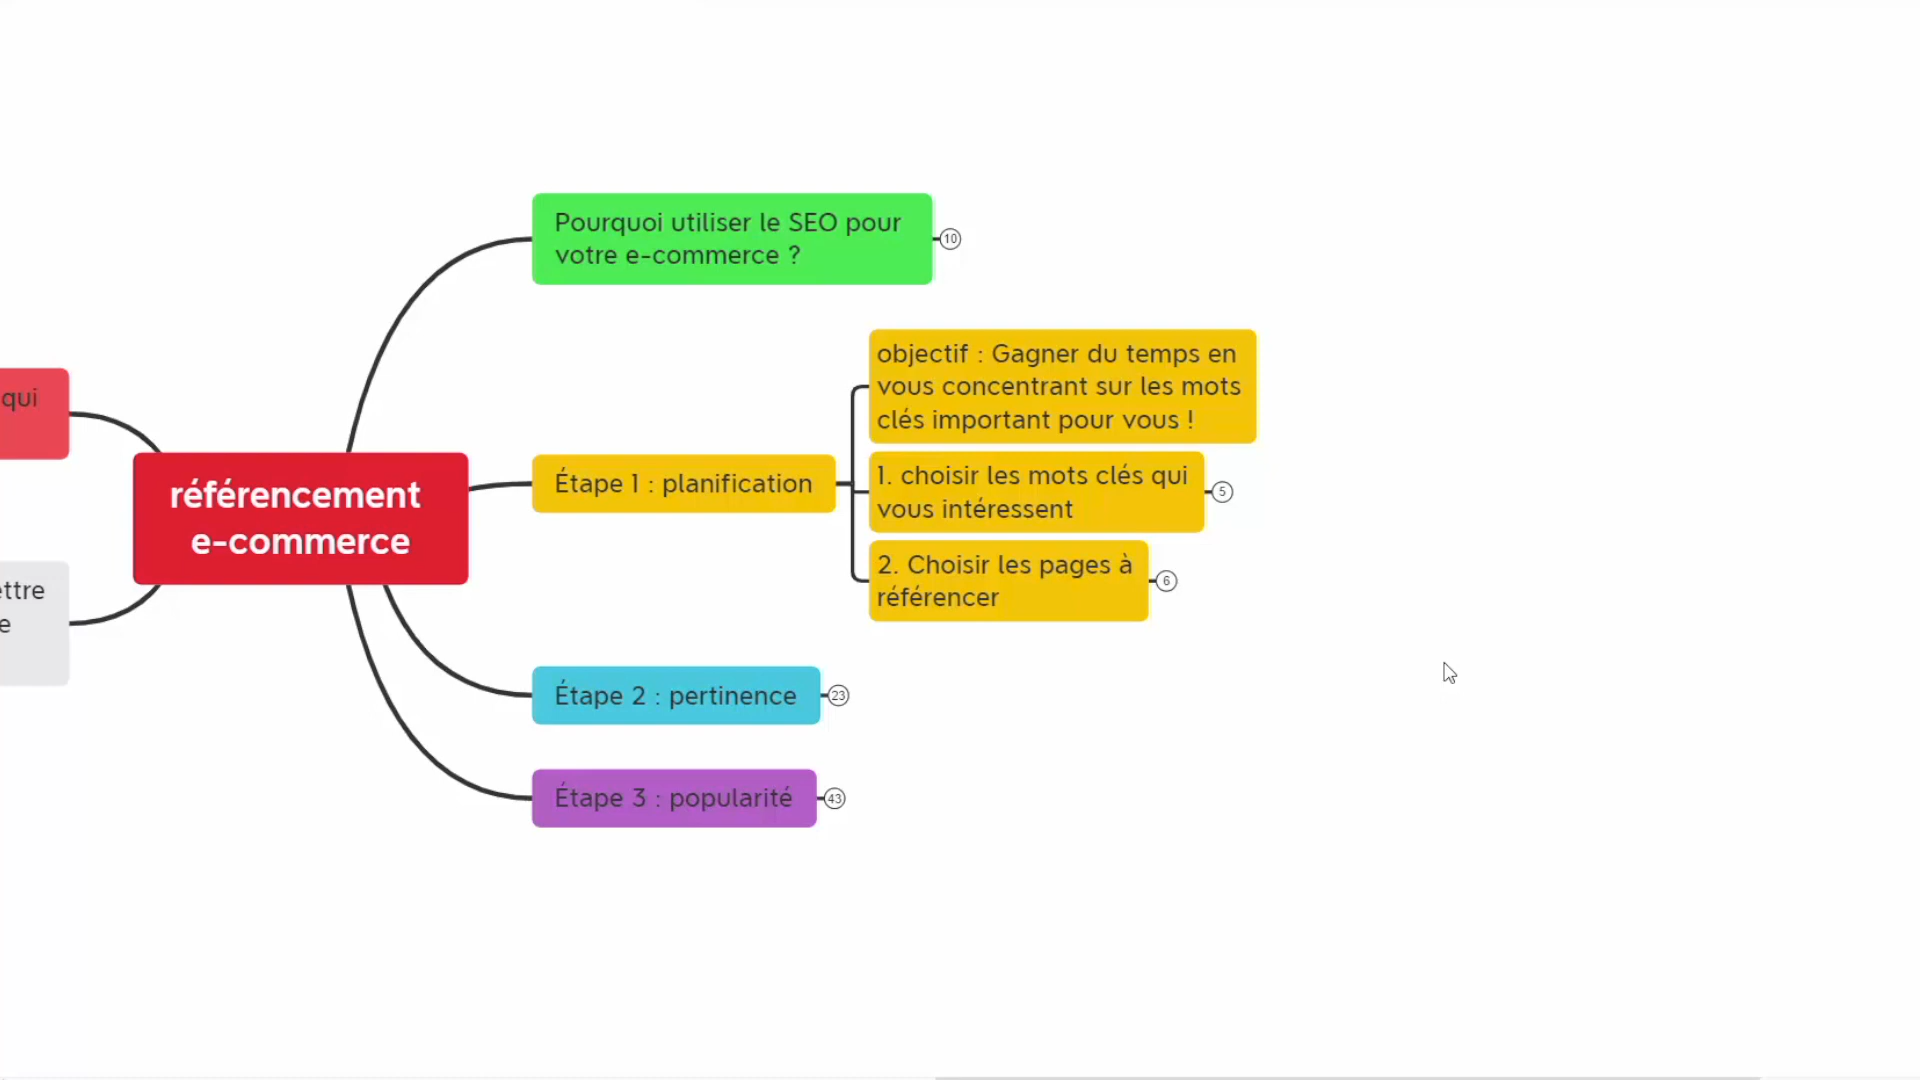 Pourquoi utiliser le SEO pour
votre e-commerce ?
10
qui
ettre
e
référencement
e-commerce
Étape 1 : planification
objectif : Gagner du temps en
vous concentrant sur les mots
clés important pour vous !
1. choisir les mots clés qui
vous intéressent
5
2. Choisir les pages à
référencer
6
Étape 2 : pertinence
23
Étape 3 : popularité
43